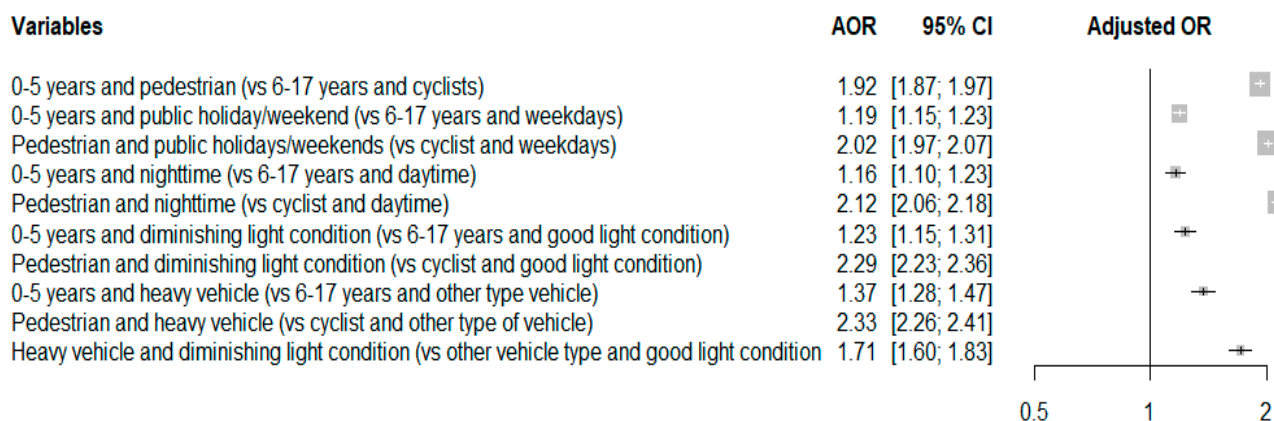 Variables AOR 95% CI Adjusted OR
0-5 years and pedestrian (vs 6-17 years and cyclists) 1.92 [1.87; 1.97]
0-5 years and public holiday/weekend (vs 6-17 years and weekdays) 1.19 [1.15; 1.23]
Pedestrian and public holidays/weekends (vs cyclist and weekdays) 2.02 [1.97; 2.07]
0-5 years and nighttime (vs 6-17 years and daytime) 1.16 [1.10; 1.23]
Pedestrian and nighttime (vs cyclist and daytime) 2.12 [2.06; 2.18]
0-5 years and diminishing light condition (vs 6-17 years and good light condition) 1.23 [1.15; 1.31]
Pedestrian and diminishing light condition (vs cyclist and good light condition) 2.29 [2.23; 2.36]
0-5 years and heavy vehicle (vs 6-17 years and other type vehicle) 1.37 [1.28; 1.47]
Pedestrian and heavy vehicle (vs cyclist and other type of vehicle) 2.33 [2.26; 2.41]
Heavy vehicle and diminishing light condition (vs other vehicle type and good light condition 1.71 [1.60; 1.83]
0.5 1 2